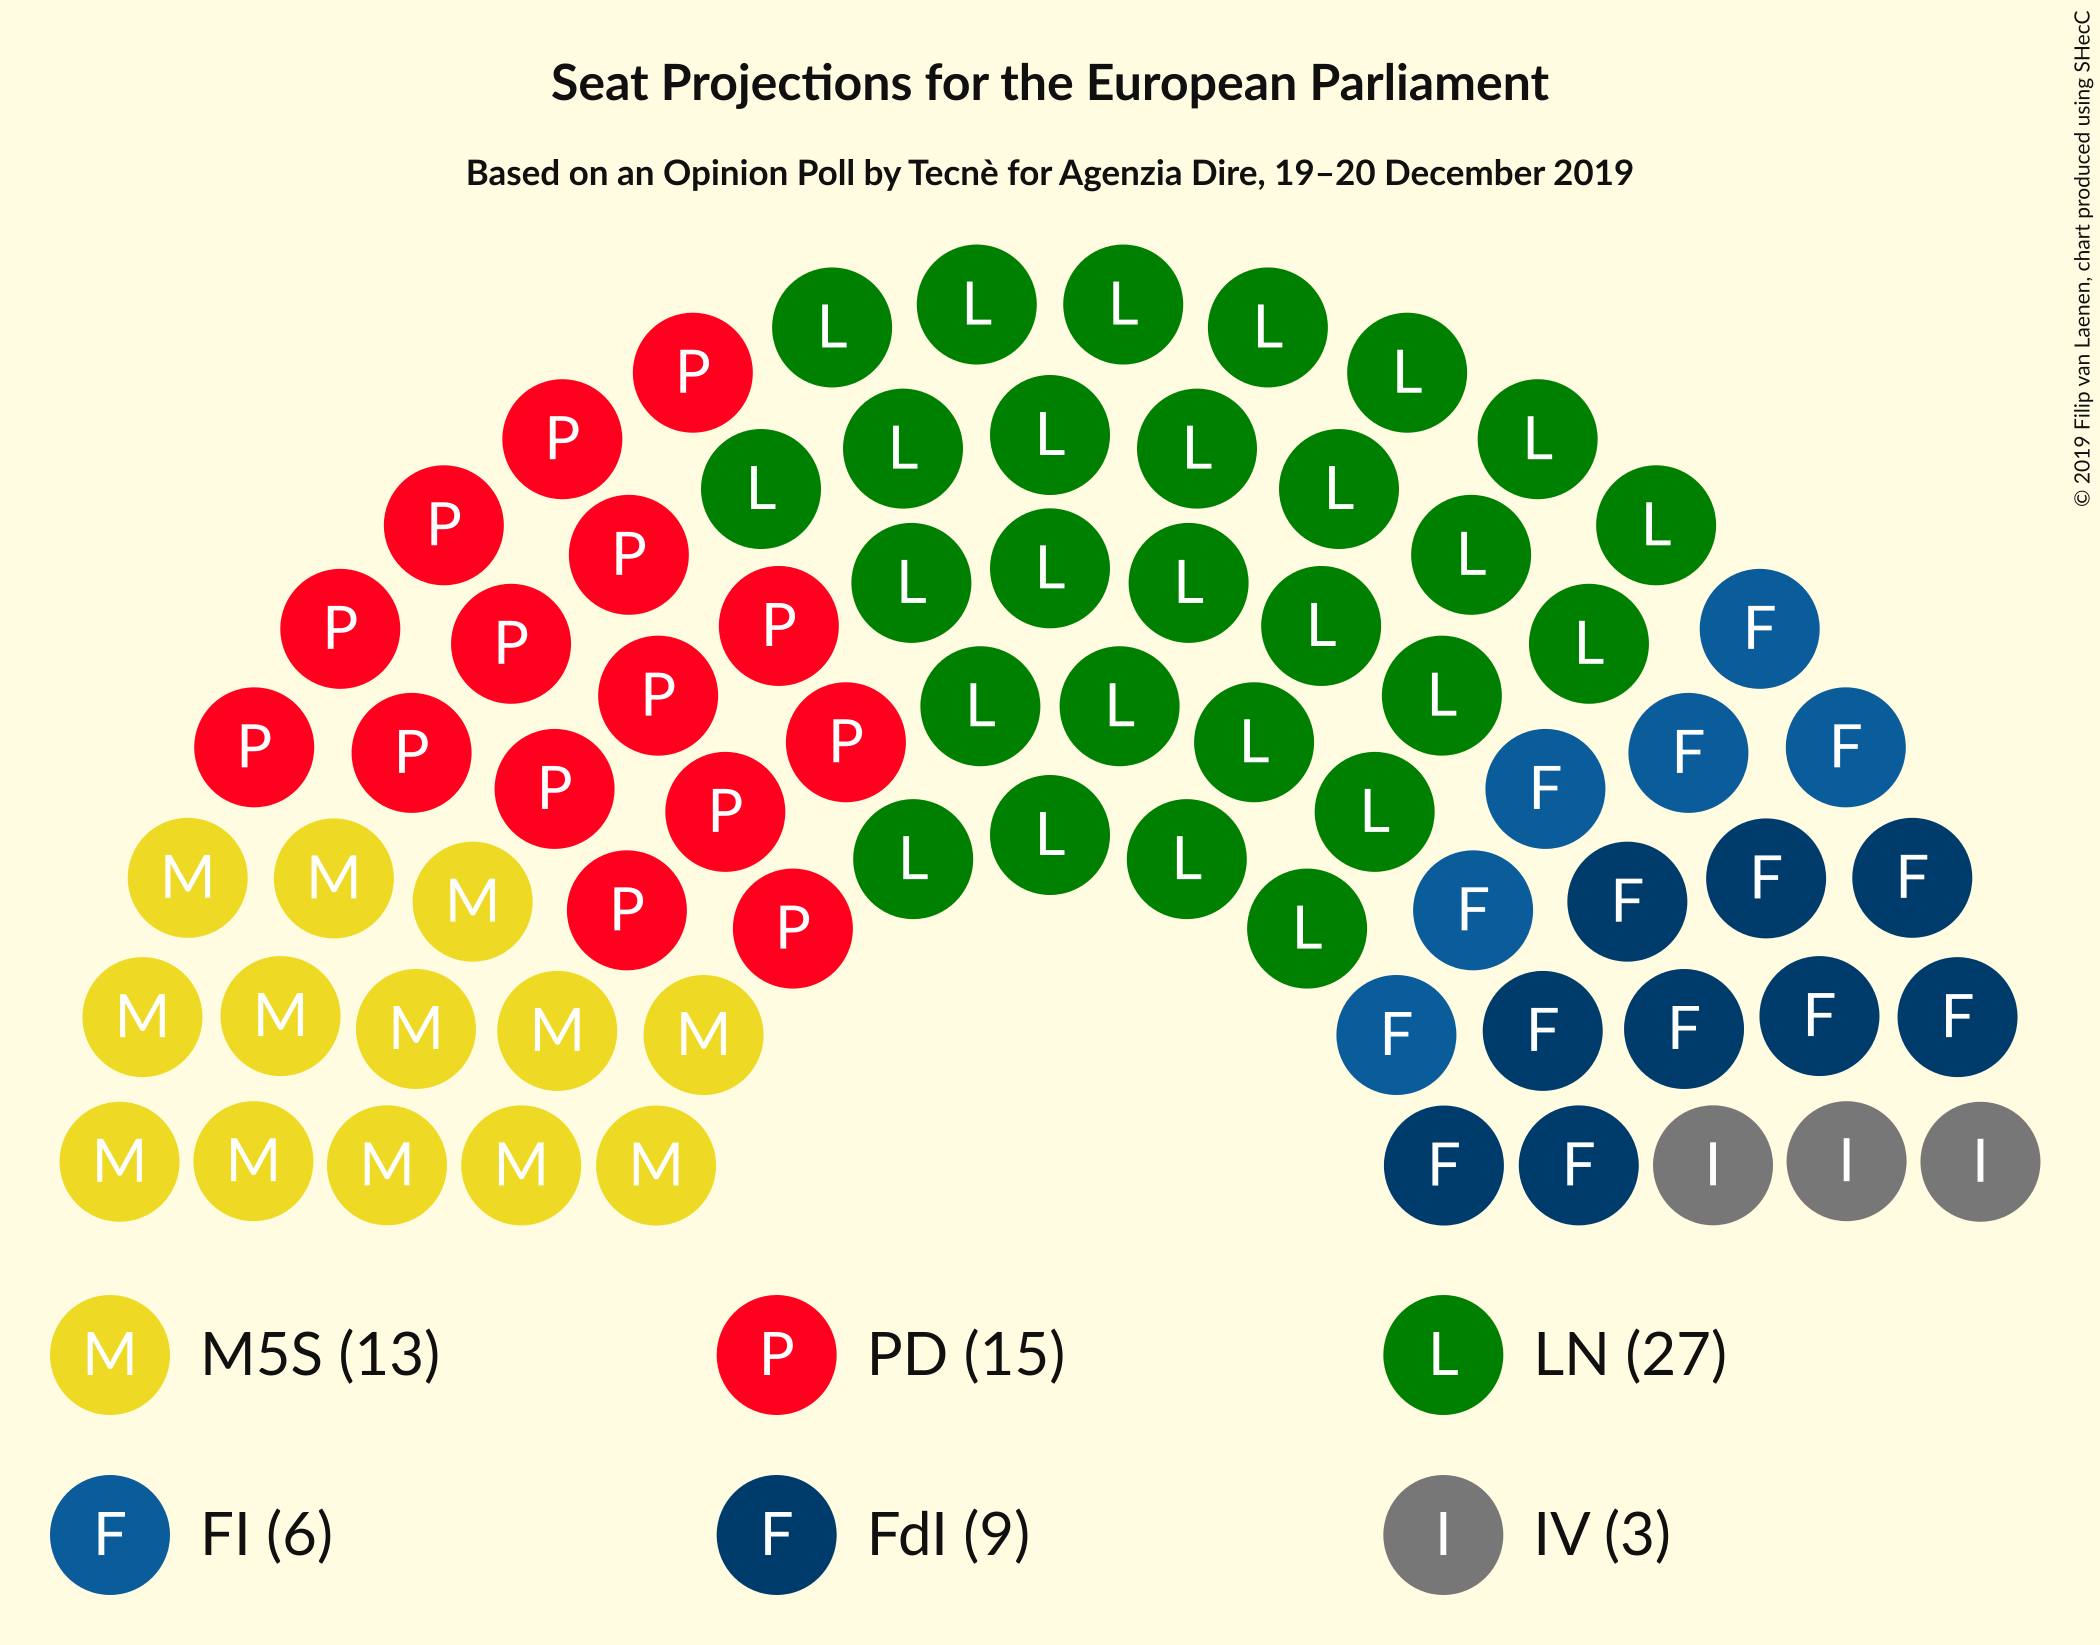 Seat Projections for the European Parliament
Based on an Opinion Poll by Tecnè for Agenzia Dire, 19–20 December 2019
© 2019 Filip van Laenen, chart produced using SHecC
L L L L
P L
P L L L L
L L
P P L L L
P L L L
P P P L L F
P L L
P P L L L F F
P P L F
P L L L L
M M M P P L F F F F
M M M M M F F F F F
M M M M M F F I I I
M M5S (13)
P PD (15)
L LN (27)
F FI (6)
F FdI (9)
I IV (3)